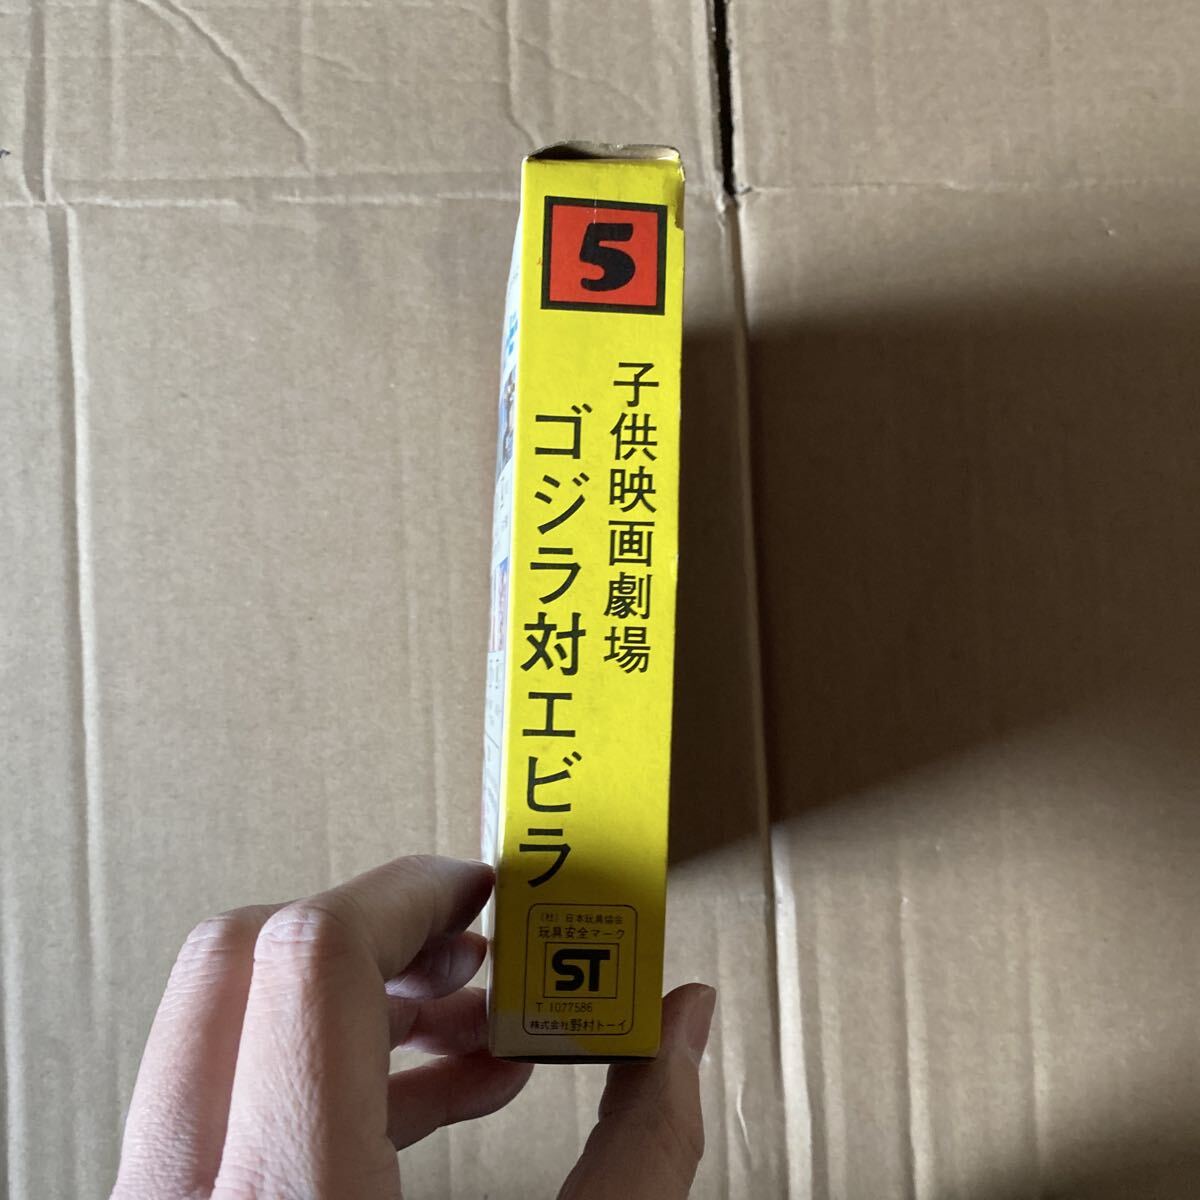 5
子供映画劇場
ゴジラ対エビラ
(社)日本玩具協会
玩具安全マーク
ST
T 1077586
株式会社 野村トーイ